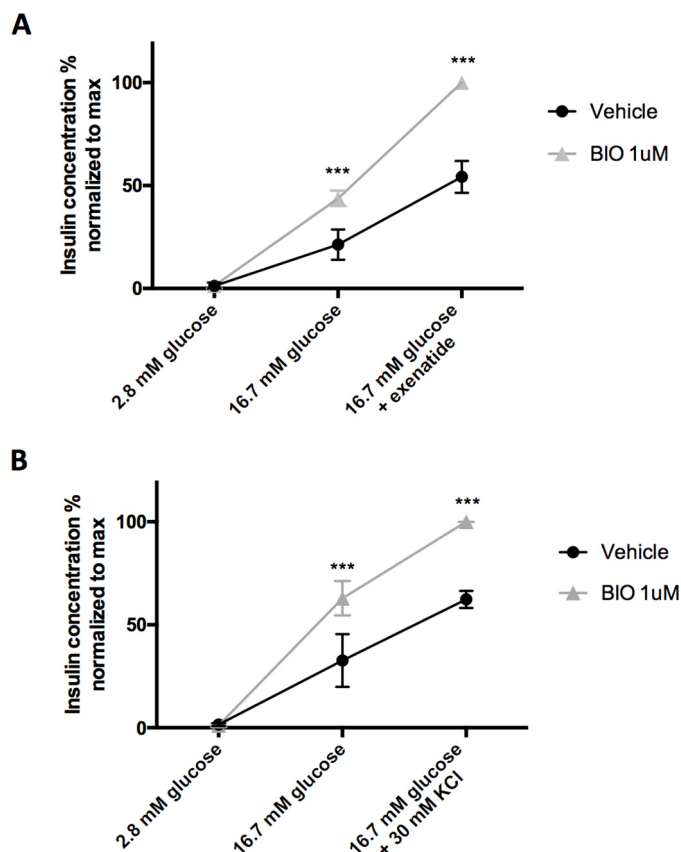 A
Insulin concentration %
normalized to max
100
50
0
***
***
Vehicle
BIO 1uM
2.8 mM glucose
16.7 mM glucose
16.7 mM glucose
+ exenatide
B
Insulin concentration %
normalized to max
100
50
0
***
***
Vehicle
BIO 1uM
2.8 mM glucose
16.7 mM glucose
16.7 mM glucose
+ 30 mM KCl